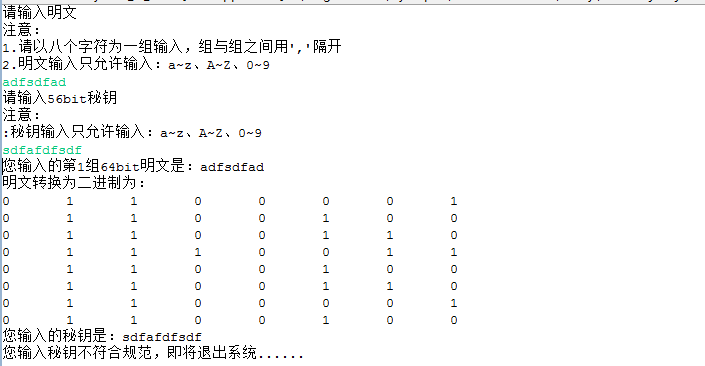 请输入明文
注意:
1.请以八个字符为一组输入，组与组之间用','隔开
2.明文输入只允许输入: a~z、A~Z、0~9
adfsdfad
请输入56bit秘钥
注意:
:秘钥输入只允许输入: a~z、A~Z、0~9
sdfafdfsdf
您输入的第1组64bit明文是: adfsdfad
明文转换为二进制为:
0 1 1 0 0 0 0 1
0 1 1 0 0 1 0 0
0 1 1 0 0 1 1 0
0 1 1 1 0 0 1 1
0 1 1 0 0 1 0 0
0 1 1 0 0 1 1 0
0 1 1 0 0 0 0 1
0 1 1 0 0 1 0 0
您输入的秘钥是: sdfafdfsdf
您输入秘钥不符合规范，即将退出系统......